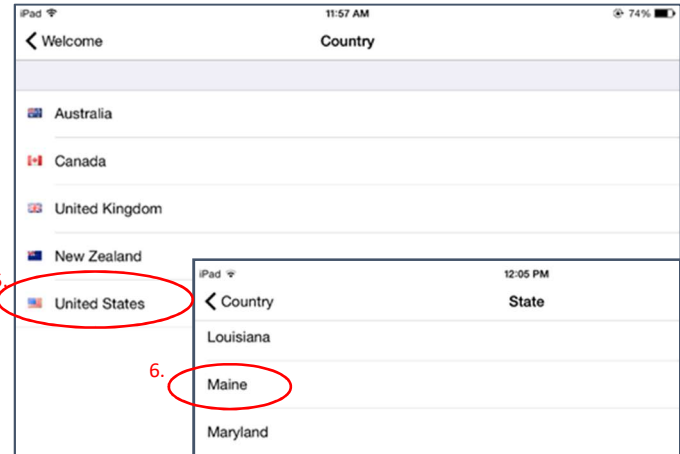 iPad 11:57 AM 74%
Welcome Country
Australia
Canada
United Kingdom
New Zealand
United States
iPad 12:05 PM
Country State
Louisiana
6.
Maine
Maryland